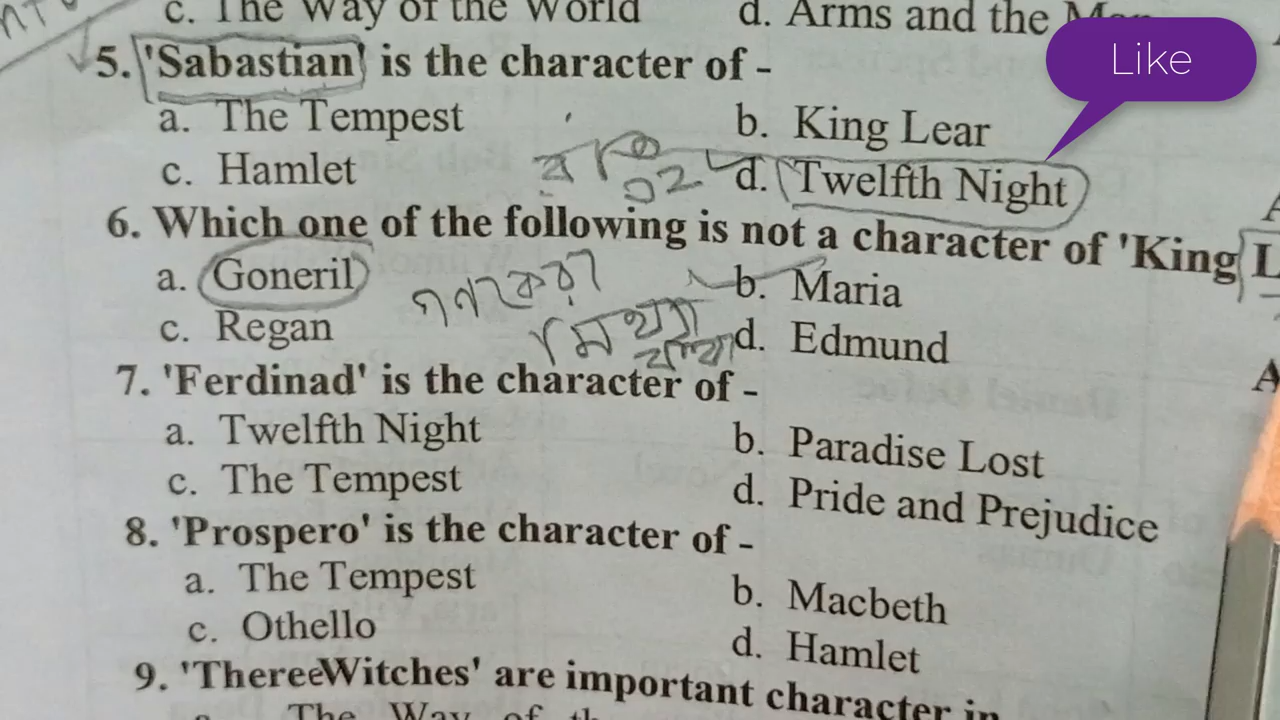 c. The Way of the World d. Arms and the
Like
5. 'Sabastian' is the character of -
a. The Tempest b. King Lear
c. Hamlet d. Twelfth Night
6. Which one of the following is not a character of 'King L
a. Goneril b. Maria
c. Regan d. Edmund
7. 'Ferdinad' is the character of -
a. Twelfth Night b. Paradise Lost
c. The Tempest d. Pride and Prejudice
8. 'Prospero' is the character of -
a. The Tempest b. Macbeth
c. Othello d. Hamlet
9. 'ThereeWitches' are important character in
The Way of